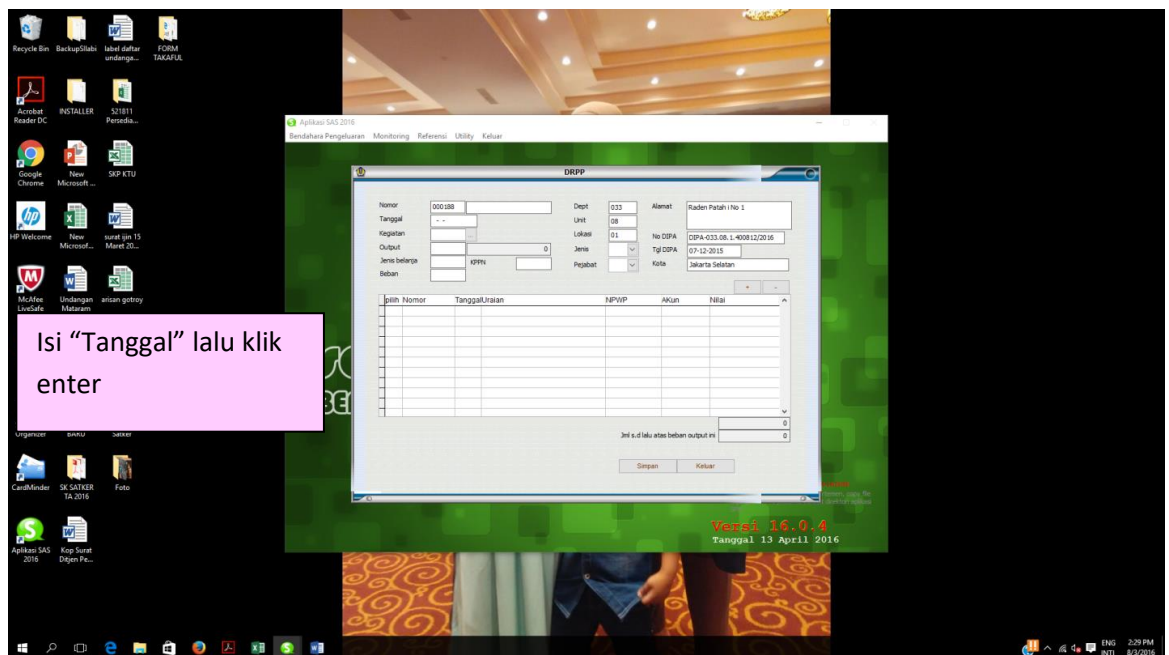 Recycle Bin
BackupSIlabi
label daftar
undanga...
FORM
TAKAFUL
Acrobat
Reader DC
INSTALLER
521811
Persedia...
Google
Chrome
New
Microsoft ...
SKP KTU
HP Welcome
New
Microsof...
surat ijin 15
Maret 20...
McAfee
LiveSafe
Undangan
Mataram
arisan gotroy
Isi “Tanggal” lalu klik
enter
Organizer
BAKU
Satker
CardMinder
SK SATKER
TA 2016
Foto
Aplikasi SAS
2016
Kop Surat
Ditjen Pe...
Aplikasi SAS 2016
Bendahara Pengeluaran Monitoring Referensi Utility Keluar
DRPP
Nomor 000188 Dept 033 Alamat Raden Patah i No 1
Tanggal - - Unit 08
Kegiatan Lokasi 01 No DIPA DIPA-033.08.1.400812/2016
Output 0 Jenis Tgl DIPA 07-12-2015
Jenis belanja KPPN Pejabat Kota Jakarta Selatan
Beban
+ -
pilih Nomor Tanggal Uraian NPWP AKun Nilai
0
Jml s.d lalu atas beban output ini 0
Simpan Keluar
Versi 16.0.4
Tanggal 13 April 2016
ENG 2:29 PM
INTI 8/3/2016